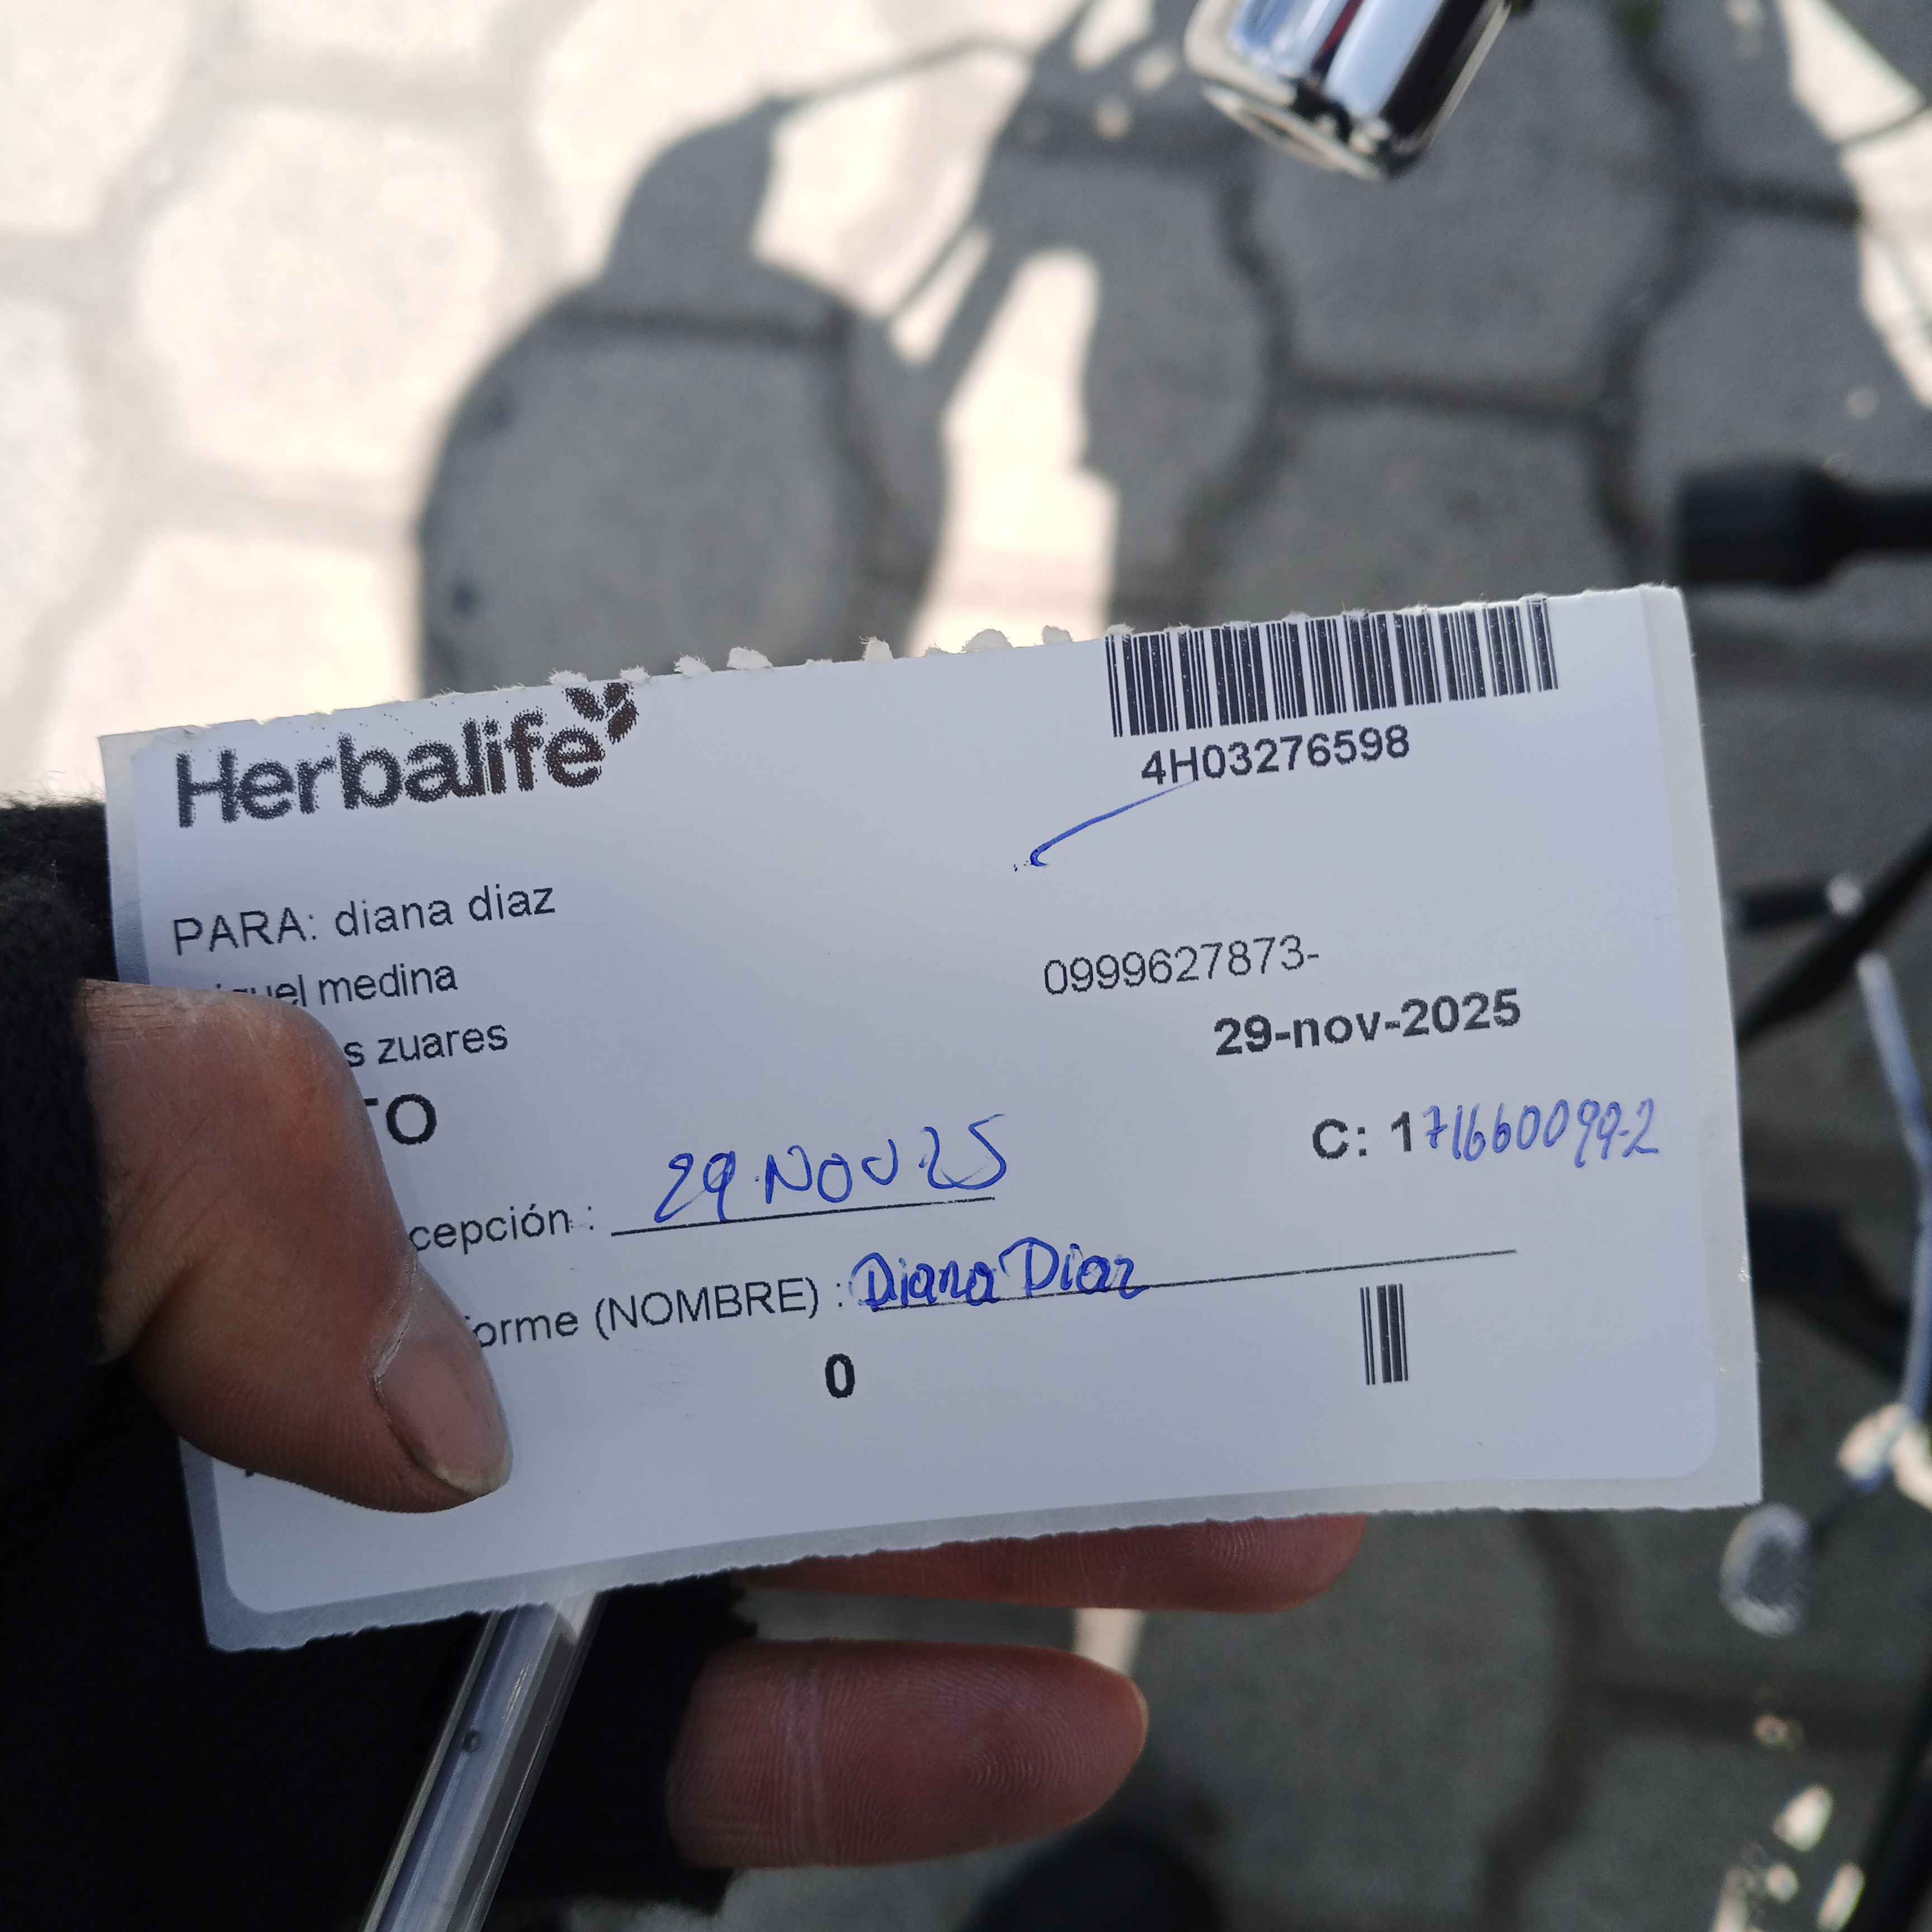 Herbalife
4H03276598
PARA: diana diaz
medina
0999627873-
zuares
29-nov-2025
C: 1716600992
cepción : 29·NOV 25
orme (NOMBRE) : Diana Diaz
0